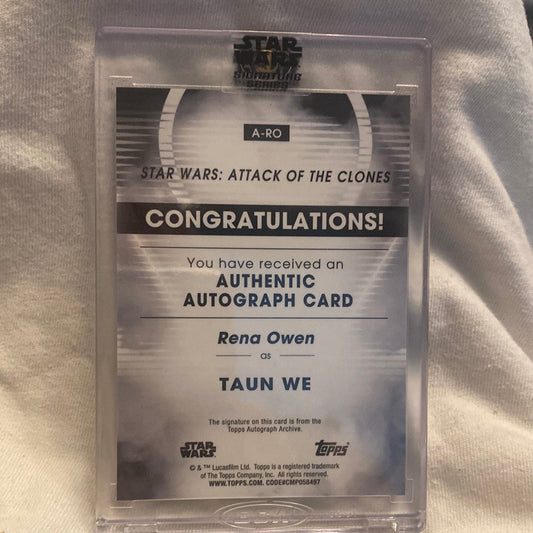 STAR
WARS
SIGNATURE
SERIES
A-RO
STAR WARS: ATTACK OF THE CLONES
CONGRATULATIONS!
You have received an
AUTHENTIC
AUTOGRAPH CARD
Rena Owen
as
TAUN WE
The signature on this card is from the
Topps Autograph Archive.
STAR
WARS
Topps
© & ™ Lucasfilm Ltd. Topps is a registered trademark
of The Topps Company, Inc. All rights reserved.
WWW.TOPPS.COM. CODE#CMP058497